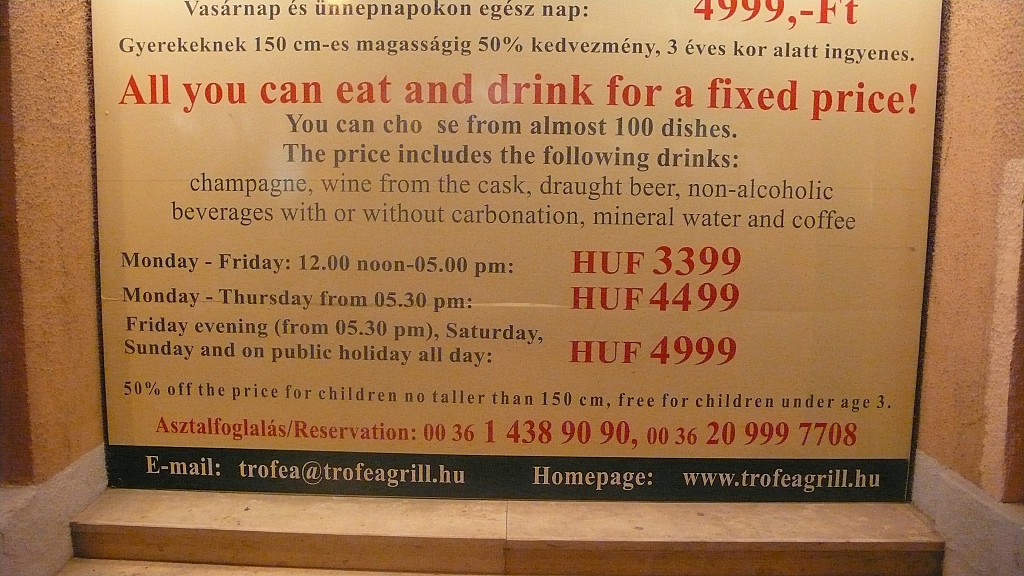 Vasárnap és ünnepnapokon egész nap: 4999,-Ft
Gyerekeknek 150 cm-es magasságig 50% kedvezmény, 3 éves kor alatt ingyenes.
All you can eat and drink for a fixed price!
You can cho se from almost 100 dishes.
The price includes the following drinks:
champagne, wine from the cask, draught beer, non-alcoholic
beverages with or without carbonation, mineral water and coffee
Monday - Friday: 12.00 noon-05.00 pm: HUF 3399
Monday - Thursday from 05.30 pm: HUF 4499
Friday evening (from 05.30 pm), Saturday,
Sunday and on public holiday all day: HUF 4999
50% off the price for children no taller than 150 cm, free for children under age 3.
Asztalfoglalás/Reservation: 00 36 1 438 90 90, 00 36 20 999 7708
E-mail: trofea@trofeagrill.hu Homepage: www.trofeagrill.hu